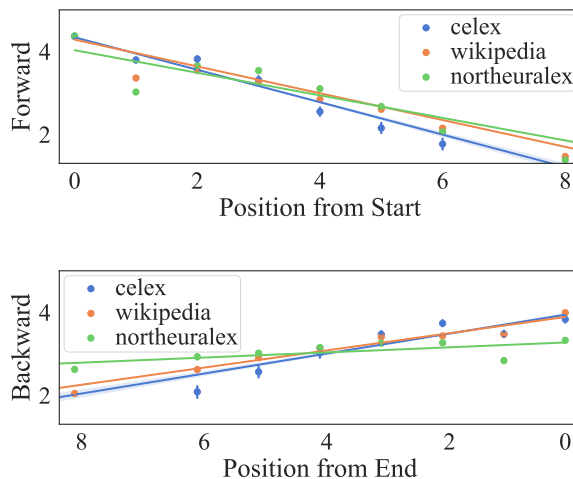 Forward
4
2
celex
wikipedia
northeuralex
0 2 4 6 8
Position from Start
Backward
4
2
celex
wikipedia
northeuralex
8 6 4 2 0
Position from End